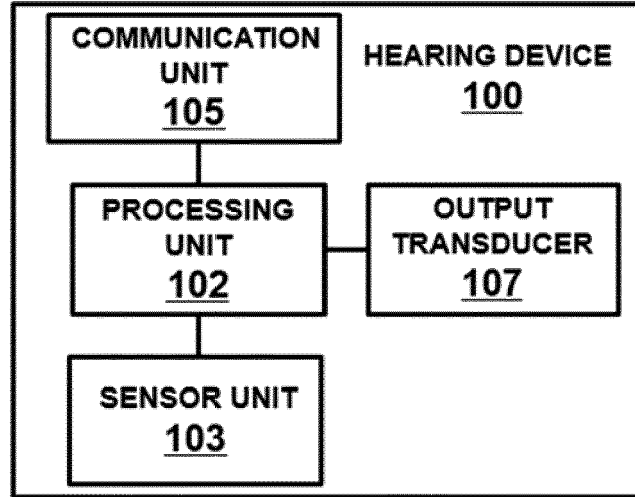 COMMUNICATION
UNIT
105
HEARING DEVICE
100
PROCESSING
UNIT
102
OUTPUT
TRANSDUCER
107
SENSOR UNIT
103